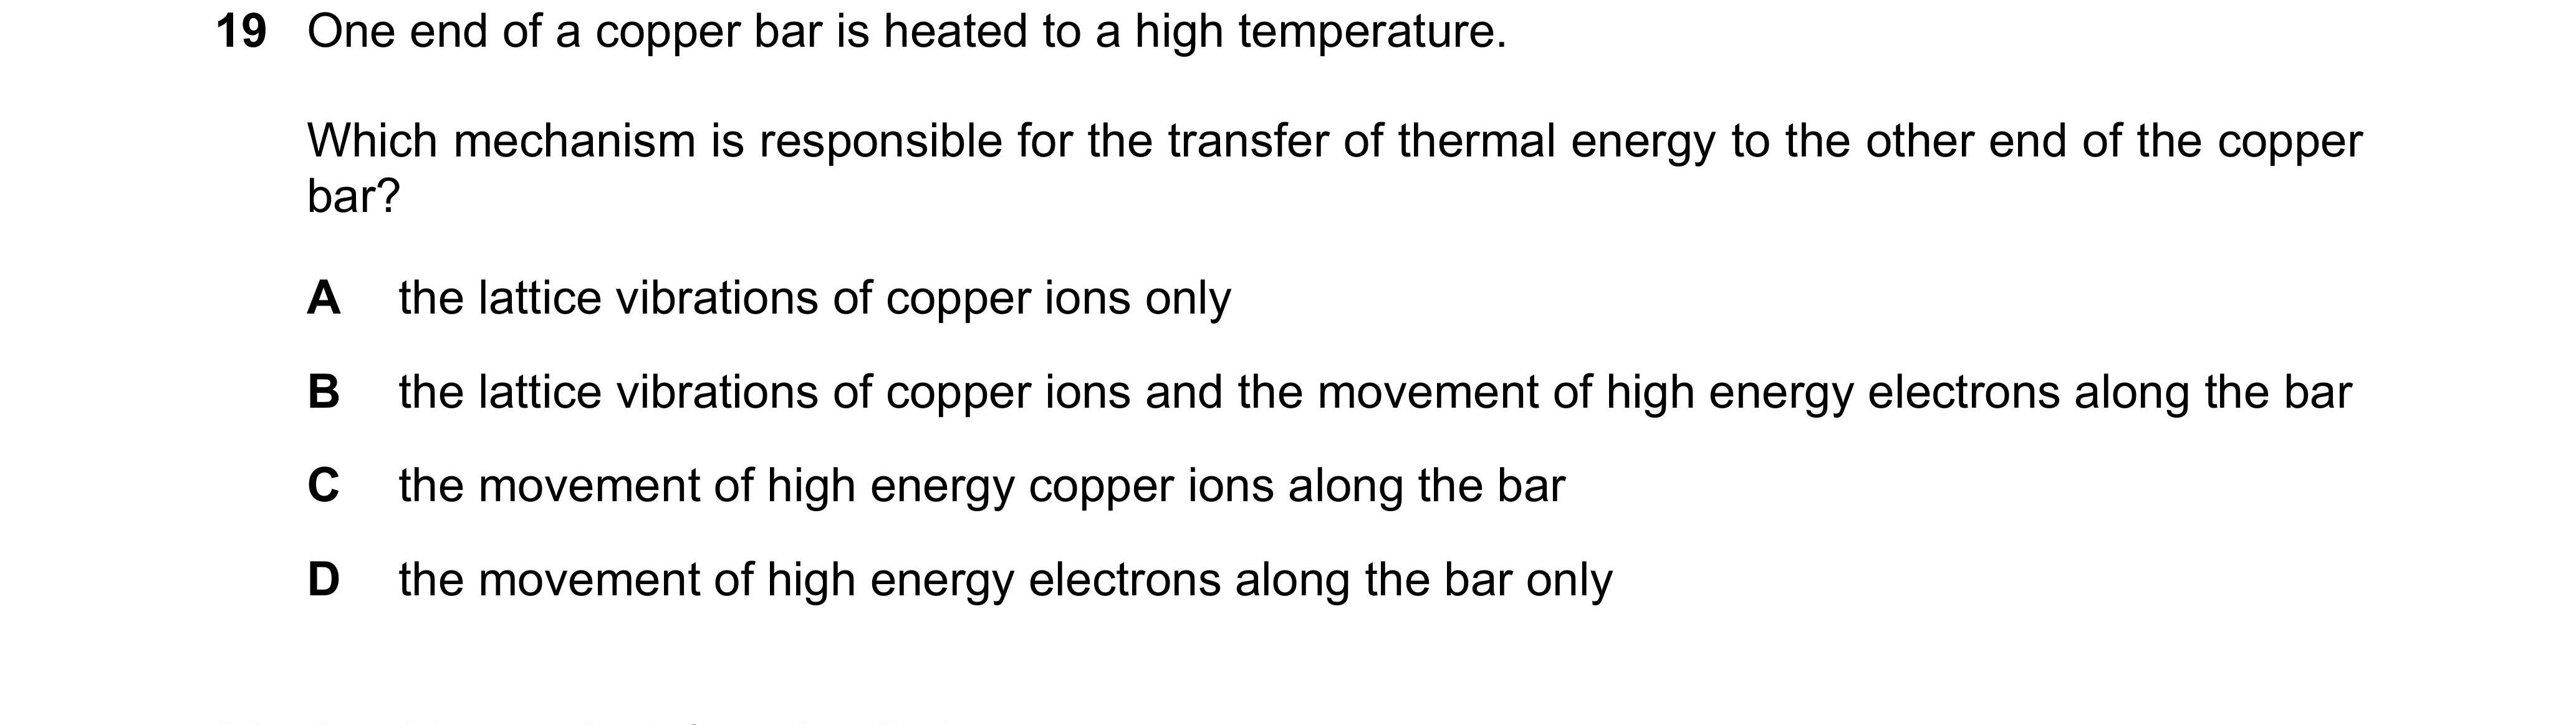 19 One end of a copper bar is heated to a high temperature.
Which mechanism is responsible for the transfer of thermal energy to the other end of the copper
bar?
A the lattice vibrations of copper ions only
B the lattice vibrations of copper ions and the movement of high energy electrons along the bar
C the movement of high energy copper ions along the bar
D the movement of high energy electrons along the bar only